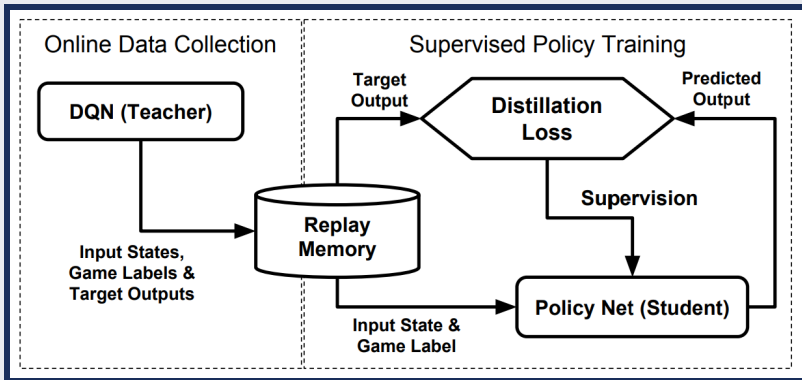 Online Data Collection
Supervised Policy Training
DQN (Teacher)
Target
Output
Distillation
Loss
Predicted
Output
Supervision
Replay
Memory
Input States,
Game Labels &
Target Outputs
Input State &
Game Label
Policy Net (Student)